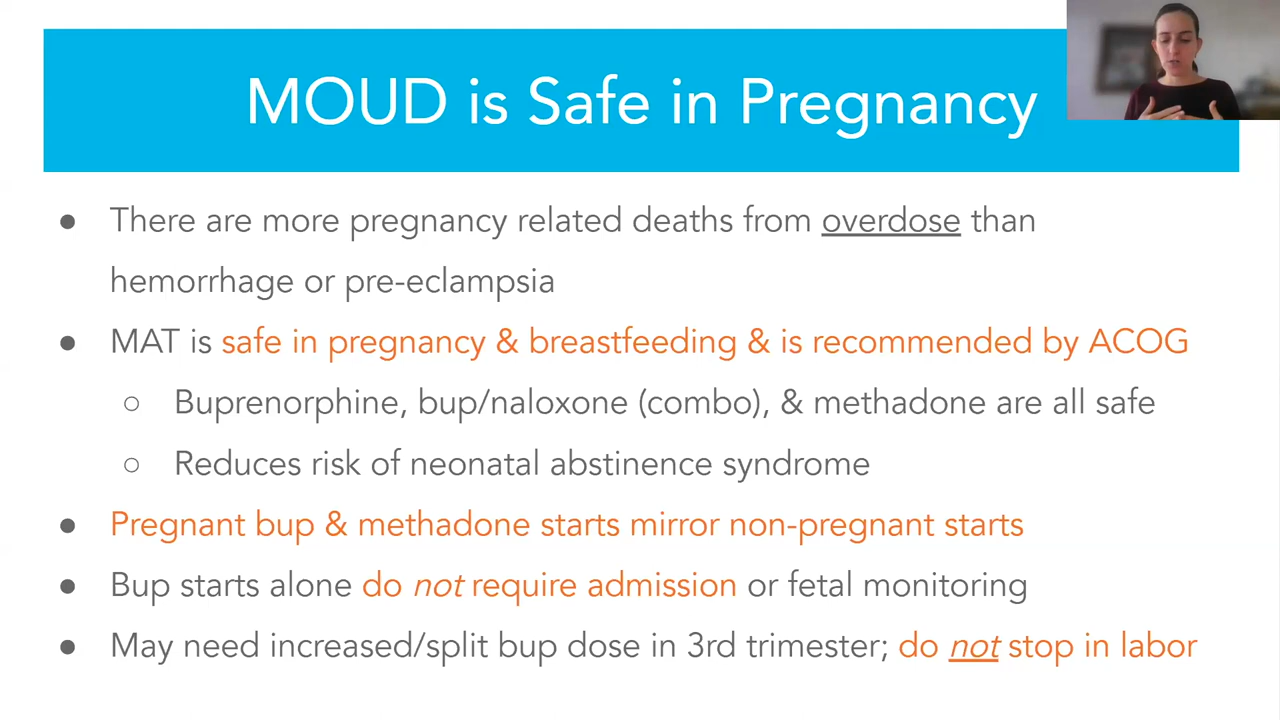 MOUD is Safe in Pregnancy
● There are more pregnancy related deaths from overdose than
hemorrhage or pre-eclampsia
● MAT is safe in pregnancy & breastfeeding & is recommended by ACOG
○ Buprenorphine, bup/naloxone (combo), & methadone are all safe
○ Reduces risk of neonatal abstinence syndrome
● Pregnant bup & methadone starts mirror non-pregnant starts
● Bup starts alone do not require admission or fetal monitoring
● May need increased/split bup dose in 3rd trimester; do not stop in labor